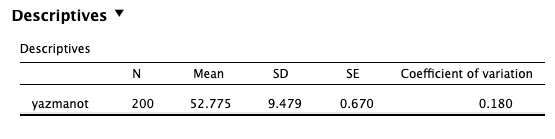 Descriptives ▼
Descriptives
N Mean SD SE Coefficient of variation
yazmanot 200 52.775 9.479 0.670 0.180